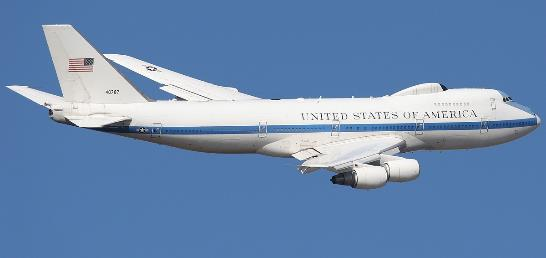 40787
UNITED STATES OF AMERICA